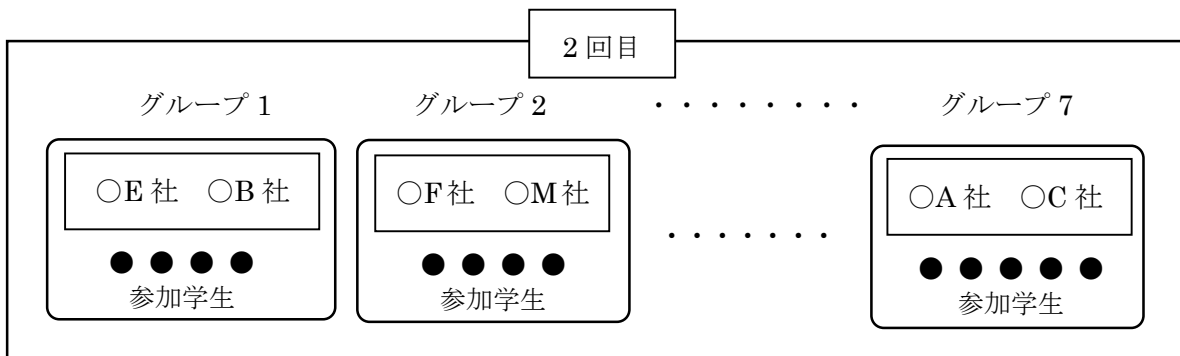 2回目
グループ1 グループ2 ・・・・・・・・ グループ7
○E社 ○B社 ○F社 ○M社 ○A社 ○C社
・・・・・・・
●●●● ●●●● ●●●●●
参加学生 参加学生 参加学生